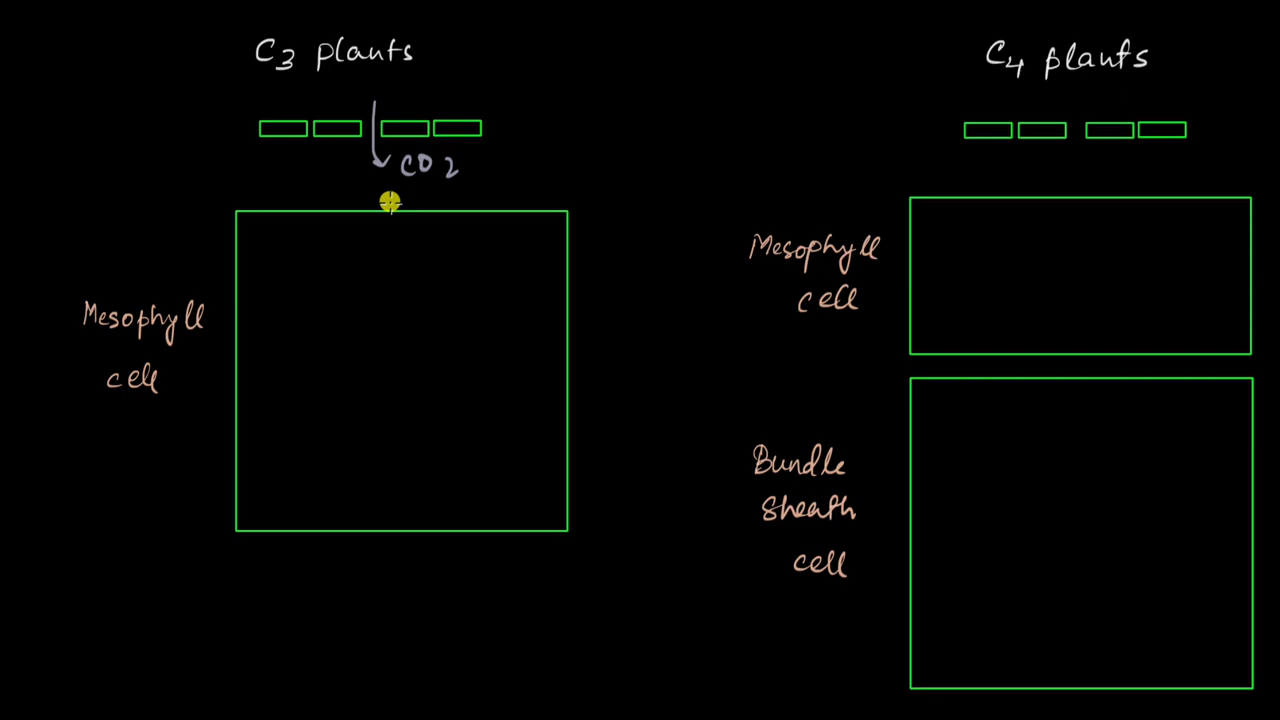 C3 plants
CO2
Mesophyll
cell
C4 plants
Mesophyll
cell
Bundle
Sheath
cell